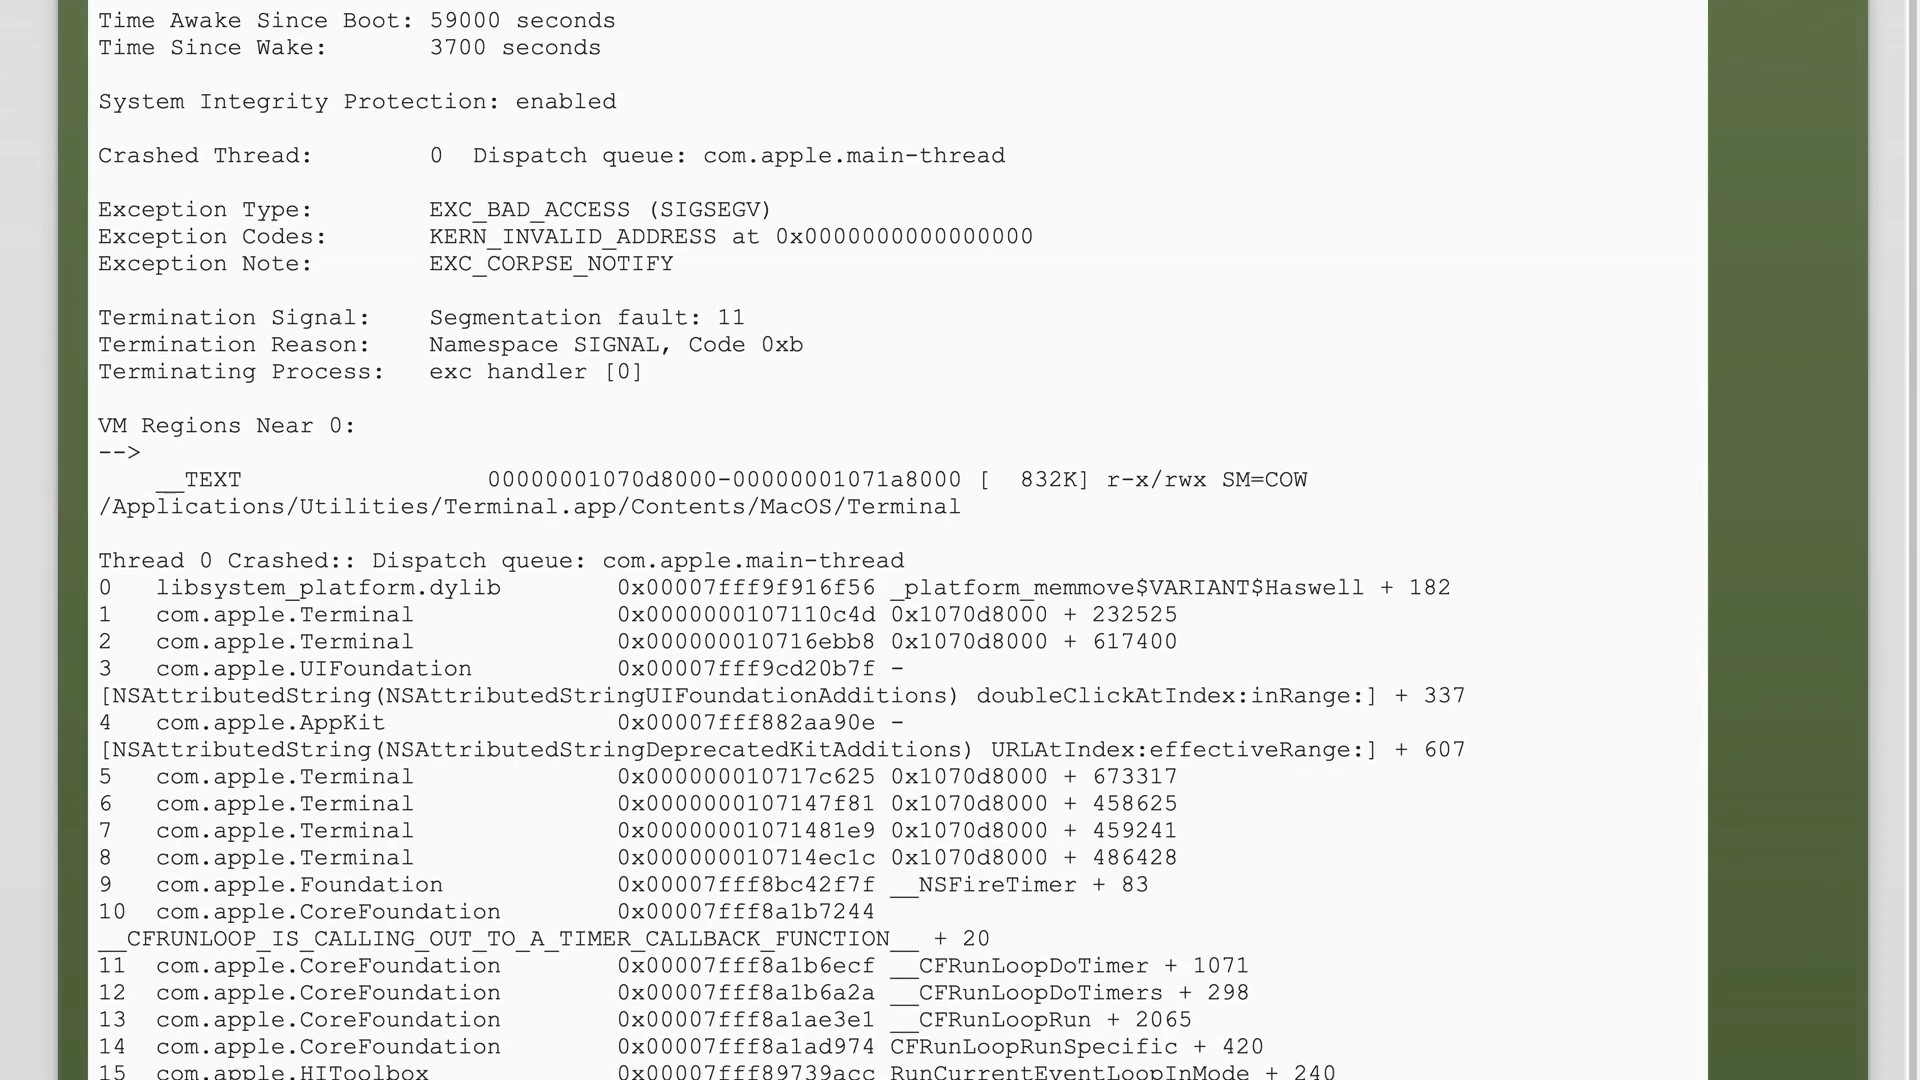 Time Awake Since Boot: 59000 seconds
Time Since Wake:       3700 seconds
System Integrity Protection: enabled
Crashed Thread:        0  Dispatch queue: com.apple.main-thread
Exception Type:        EXC_BAD_ACCESS (SIGSEGV)
Exception Codes:       KERN_INVALID_ADDRESS at 0x0000000000000000
Exception Note:        EXC_CORPSE_NOTIFY
Termination Signal:    Segmentation fault: 11
Termination Reason:    Namespace SIGNAL, Code 0xb
Terminating Process:   exc handler [0]
VM Regions Near 0:
-->
    __TEXT                 00000001070d8000-00000001071a8000 [  832K] r-x/rwx SM=COW
/Applications/Utilities/Terminal.app/Contents/MacOS/Terminal
Thread 0 Crashed:: Dispatch queue: com.apple.main-thread
0   libsystem_platform.dylib        0x00007fff9f916f56 _platform_memmove$VARIANT$Haswell + 182
1   com.apple.Terminal              0x0000000107110c4d 0x1070d8000 + 232525
2   com.apple.Terminal              0x000000010716ebb8 0x1070d8000 + 617400
3   com.apple.UIFoundation          0x00007fff9cd20b7f -
[NSAttributedString(NSAttributedStringUIFoundationAdditions) doubleClickAtIndex:inRange:] + 337
4   com.apple.AppKit                0x00007fff882aa90e -
[NSAttributedString(NSAttributedStringDeprecatedKitAdditions) URLAtIndex:effectiveRange:] + 607
5   com.apple.Terminal              0x000000010717c625 0x1070d8000 + 673317
6   com.apple.Terminal              0x0000000107147f81 0x1070d8000 + 458625
7   com.apple.Terminal              0x00000001071481e9 0x1070d8000 + 459241
8   com.apple.Terminal              0x000000010714ec1c 0x1070d8000 + 486428
9   com.apple.Foundation            0x00007fff8bc42f7f __NSFireTimer + 83
10  com.apple.CoreFoundation        0x00007fff8a1b7244
__CFRUNLOOP_IS_CALLING_OUT_TO_A_TIMER_CALLBACK_FUNCTION__ + 20
11  com.apple.CoreFoundation        0x00007fff8a1b6ecf __CFRunLoopDoTimer + 1071
12  com.apple.CoreFoundation        0x00007fff8a1b6a2a __CFRunLoopDoTimers + 298
13  com.apple.CoreFoundation        0x00007fff8a1ae3e1 __CFRunLoopRun + 2065
14  com.apple.CoreFoundation        0x00007fff8a1ad974 CFRunLoopRunSpecific + 420
15  com.apple.HIToolbox             0x00007fff89739acc RunCurrentEventLoopInMode + 240